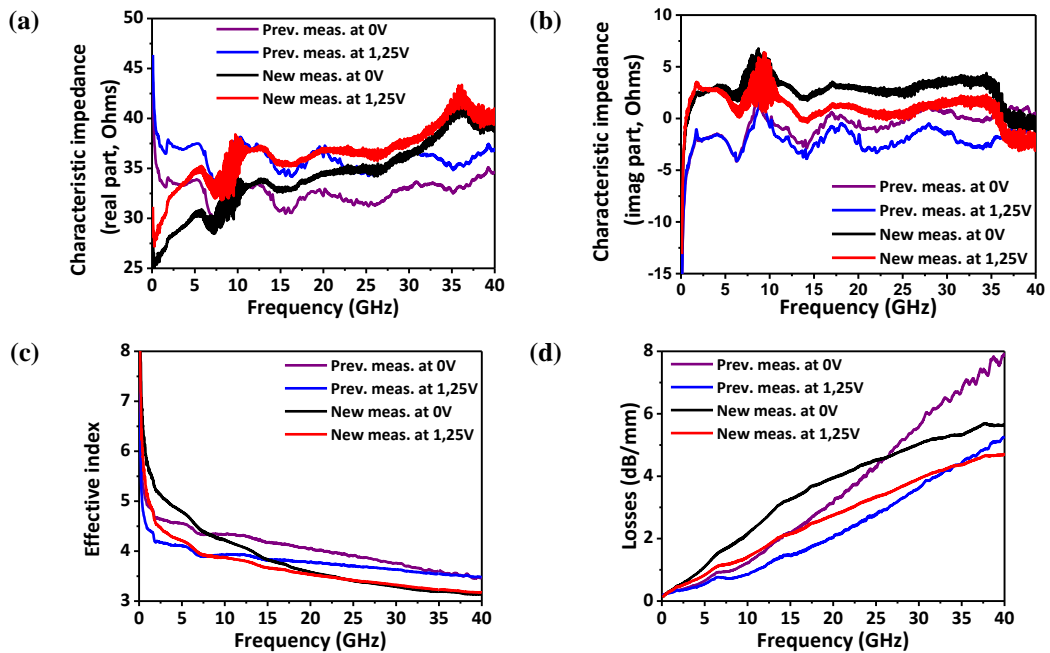 (a)
50
45
40
35
30
25
Characteristic impedance
(real part, Ohms)
Prev. meas. at 0V
Prev. meas. at 1,25V
New meas. at 0V
New meas. at 1,25V
0 5 10 15 20 25 30 35 40
Frequency (GHz)
(b)
10
5
0
-5
-10
-15
Characteristic impedance
(imag part, Ohms)
Prev. meas. at 0V
Prev. meas. at 1,25V
New meas. at 0V
New meas. at 1,25V
0 5 10 15 20 25 30 35 40
Frequency (GHz)
(c)
8
7
6
5
4
3
Effective index
Prev. meas. at 0V
Prev. meas. at 1,25V
New meas. at 0V
New meas. at 1,25V
0 5 10 15 20 25 30 35 40
Frequency (GHz)
(d)
8
6
4
2
0
Losses (dB/mm)
Prev. meas. at 0V
Prev. meas. at 1,25V
New meas. at 0V
New meas. at 1,25V
0 5 10 15 20 25 30 35 40
Frequency (GHz)